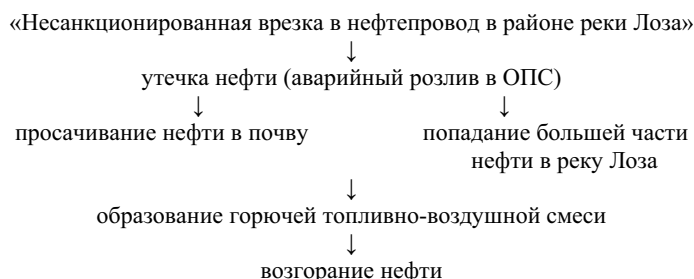 «Несанкционированная врезка в нефтепровод в районе реки Лоза»
↓
утечка нефти (аварийный розлив в ОПС)
↓ ↓
просачивание нефти в почву попадание большей части
нефти в реку Лоза
↓
образование горючей топливно-воздушной смеси
↓
возгорание нефти